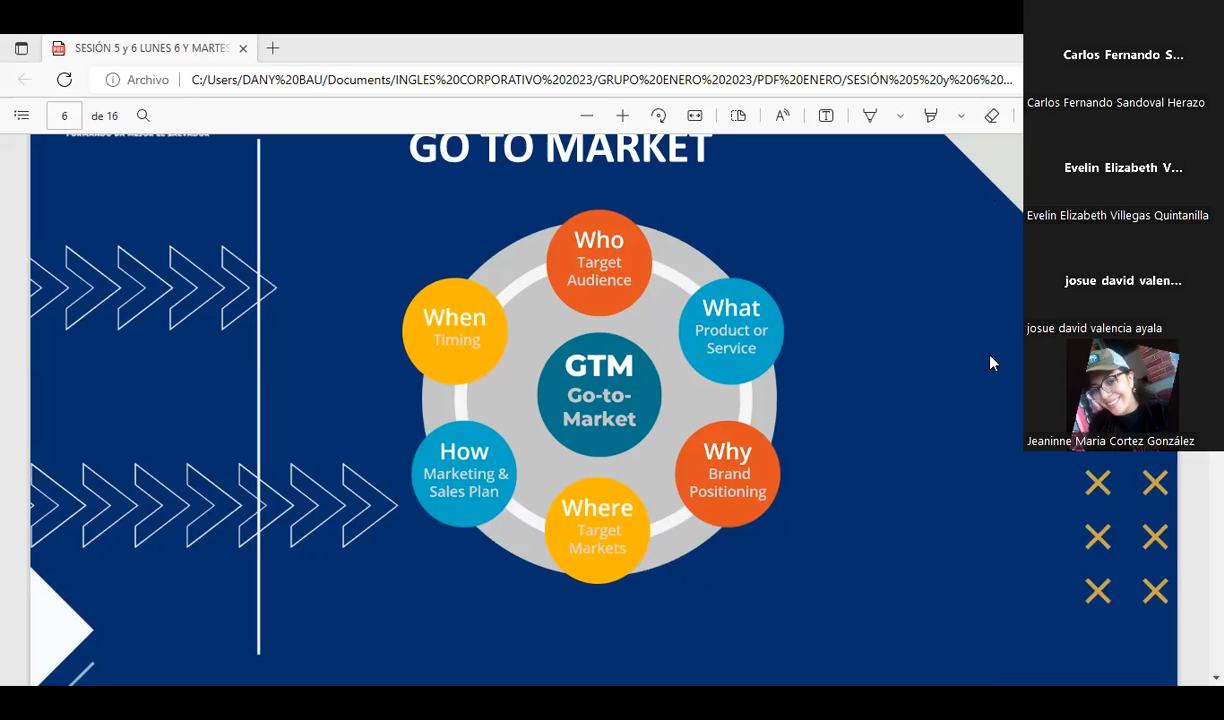 SESIÓN 5 y 6 LUNES 6 Y MARTES
Archivo
C:/Users/DANY%20BAU/Documents/INGLES%20CORPORATIVO%202023/GRUPO%20ENERO%202023/PDF%20ENERO/SESIÓN%205%20y%206%20...
6 de 16
GO TO MARKET
Who
Target
Audience
What
Product or
Service
Why
Brand
Positioning
Where
Target
Markets
How
Marketing &
Sales Plan
When
Timing
GTM
Go-to-
Market
Carlos Fernando S...
Carlos Fernando Sandoval Herazo
Evelin Elizabeth V...
Evelin Elizabeth Villegas Quintanilla
josue david valen...
josue david valencia ayala
Jeaninne Maria Cortez González